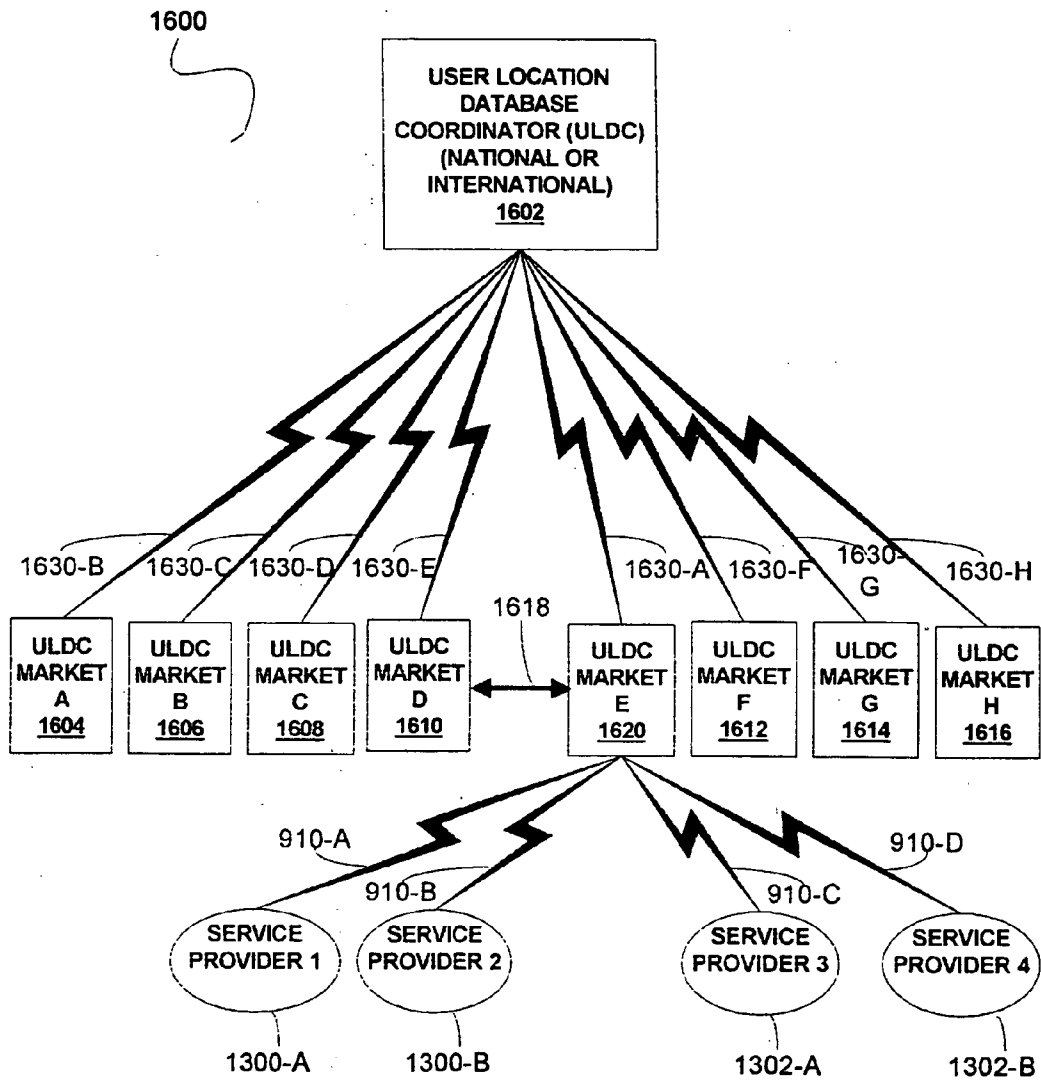 1600
USER LOCATION
DATABASE
COORDINATOR (ULDC)
(NATIONAL OR
INTERNATIONAL)
1602
1630-B
1630-C
1630-D
1630-E
1630-A
1630-F
1630-
G
1630-H
1618
ULDC
MARKET
A
1604
ULDC
MARKET
B
1606
ULDC
MARKET
C
1608
ULDC
MARKET
D
1610
ULDC
MARKET
E
1620
ULDC
MARKET
F
1612
ULDC
MARKET
G
1614
ULDC
MARKET
H
1616
910-A
910-B
910-C
910-D
SERVICE
PROVIDER 1
SERVICE
PROVIDER 2
SERVICE
PROVIDER 3
SERVICE
PROVIDER 4
1300-A
1300-B
1302-A
1302-B